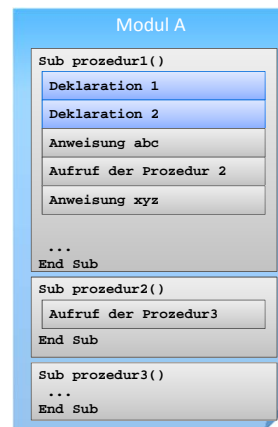 Modul A
Sub prozedur1()
Deklaration 1
Deklaration 2
Anweisung abc
Aufruf der Prozedur 2
Anweisung xyz
...
End Sub
Sub prozedur2()
Aufruf der Prozedur3
End Sub
Sub prozedur3()
...
End Sub